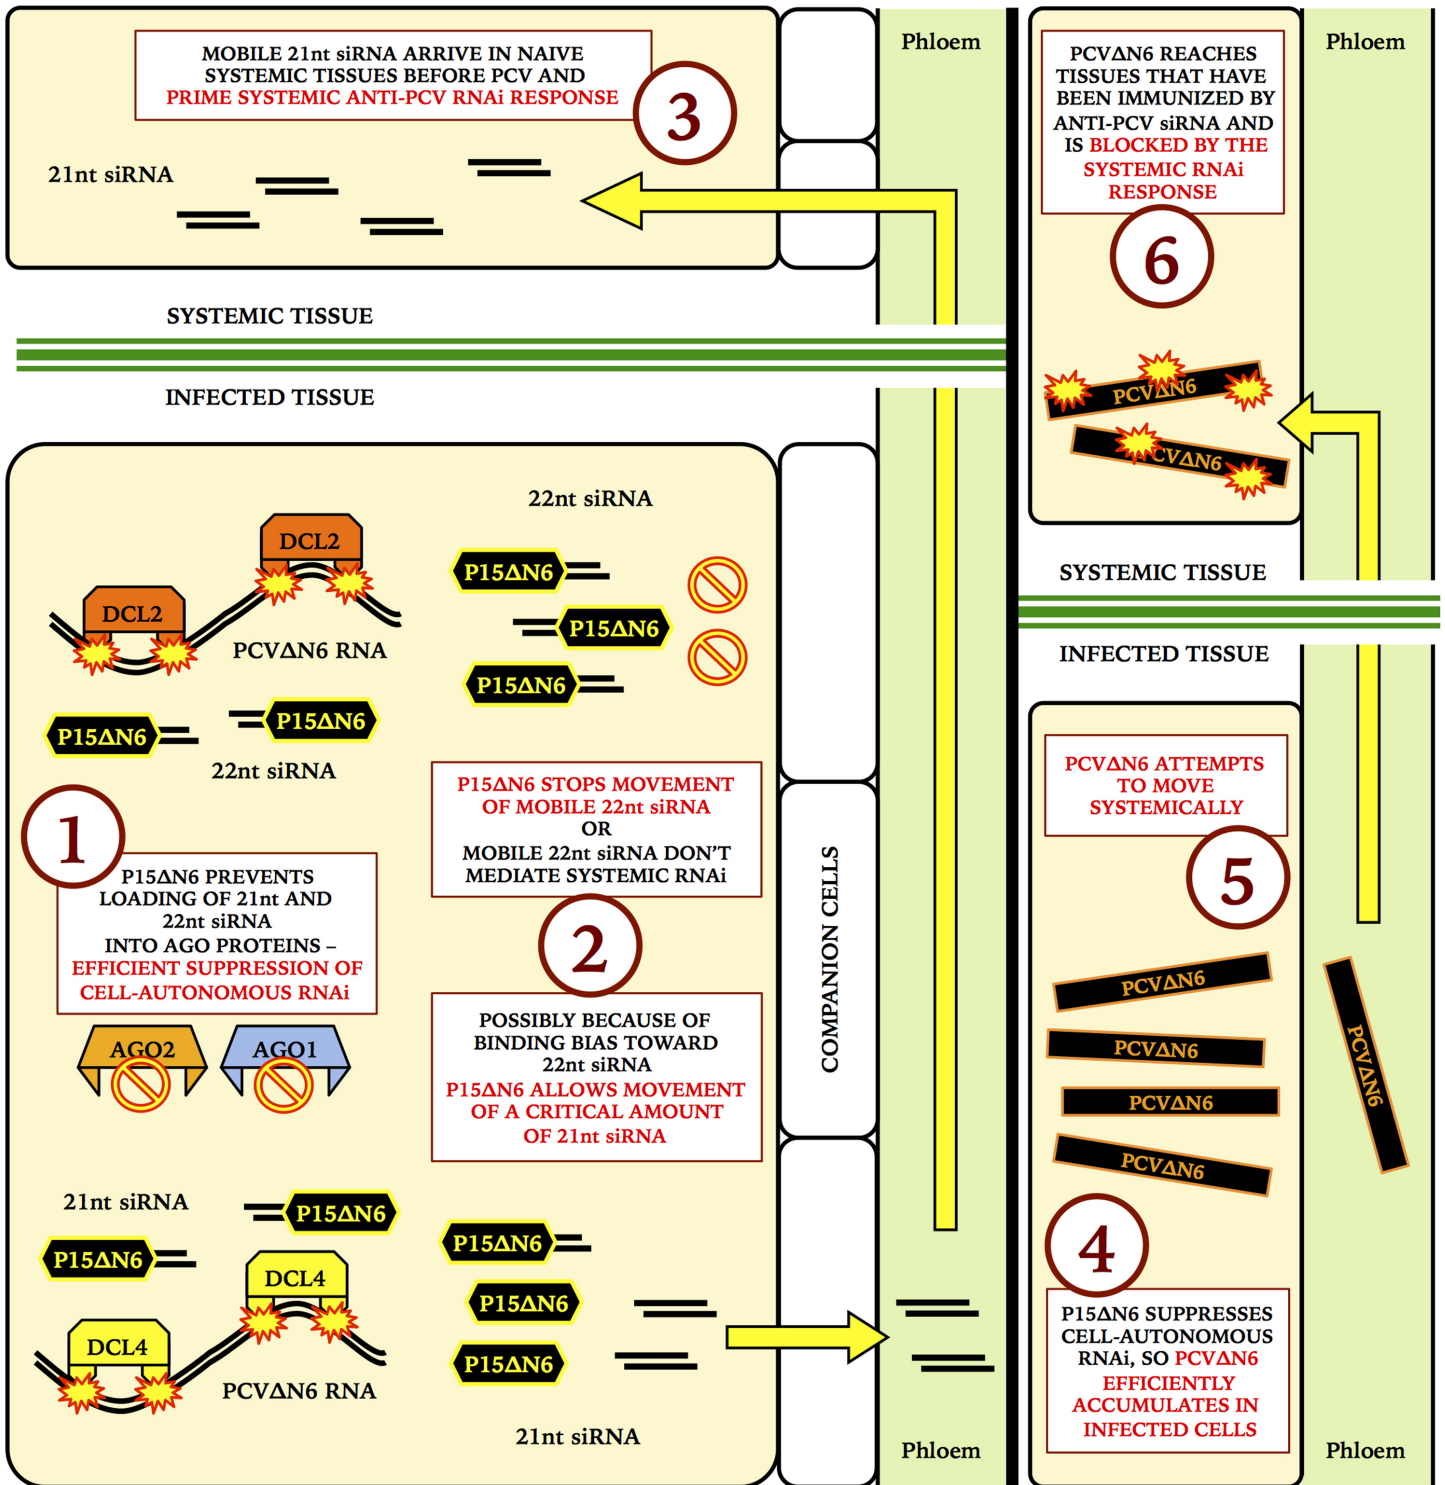 MOBILE 21nt siRNA ARRIVE IN NAIVE
SYSTEMIC TISSUES BEFORE PCV AND
PRIME SYSTEMIC ANTI-PCV RNAi RESPONSE
3
21nt siRNA
Phloem
SYSTEMIC TISSUE
INFECTED TISSUE
22nt siRNA
DCL2
DCL2
PCVΔN6 RNA
P15ΔN6
P15ΔN6
P15ΔN6
P15ΔN6
P15ΔN6
22nt siRNA
1
P15ΔN6 PREVENTS
LOADING OF 21nt AND
22nt siRNA
INTO AGO PROTEINS –
EFFICIENT SUPPRESSION OF
CELL-AUTONOMOUS RNAi
AGO2
AGO1
P15ΔN6 STOPS MOVEMENT
OF MOBILE 22nt siRNA
OR
MOBILE 22nt siRNA DON'T
MEDIATE SYSTEMIC RNAi
2
POSSIBLY BECAUSE OF
BINDING BIAS TOWARD
22nt siRNA
P15ΔN6 ALLOWS MOVEMENT
OF A CRITICAL AMOUNT
OF 21nt siRNA
COMPANION CELLS
21nt siRNA
P15ΔN6
P15ΔN6
DCL4
DCL4
PCVΔN6 RNA
P15ΔN6
P15ΔN6
P15ΔN6
21nt siRNA
Phloem
PCVΔN6 REACHES
TISSUES THAT HAVE
BEEN IMMUNIZED BY
ANTI-PCV siRNA AND
IS BLOCKED BY THE
SYSTEMIC RNAi
RESPONSE
6
Phloem
PCVΔN6
CVΔN6
SYSTEMIC TISSUE
INFECTED TISSUE
PCVΔN6 ATTEMPTS
TO MOVE
SYSTEMICALLY
5
PCVΔN6
PCVΔN6
PCVΔN6
PCVΔN6
PCVΔN6
4
P15ΔN6 SUPPRESSES
CELL-AUTONOMOUS
RNAi, SO PCVΔN6
EFFICIENTLY
ACCUMULATES IN
INFECTED CELLS
Phloem